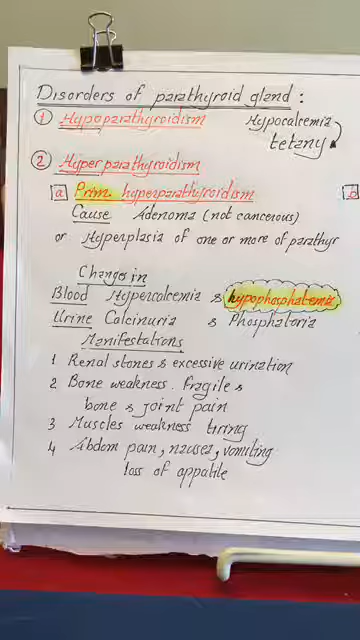 Disorders of parathyroid gland :
① Hypoparathyroidism Hypocalcemia
tetany
② Hyperparathyroidism
a Prim. hyperparathyroidism b
Cause Adenoma (not cancerous)
or Hyperplasia of one or more of parathyr
Changes in
Blood Hypercalcemia & hypophosphatemia
Urine Calcinuria & Phosphatoria
Manifestations
1 Renal stones & excessive urination
2 Bone weakness. Fragile &
bone & joint pain
3 Muscles weakness tiring
4 Abdom pain, nausea, vomiting
loss of appatite